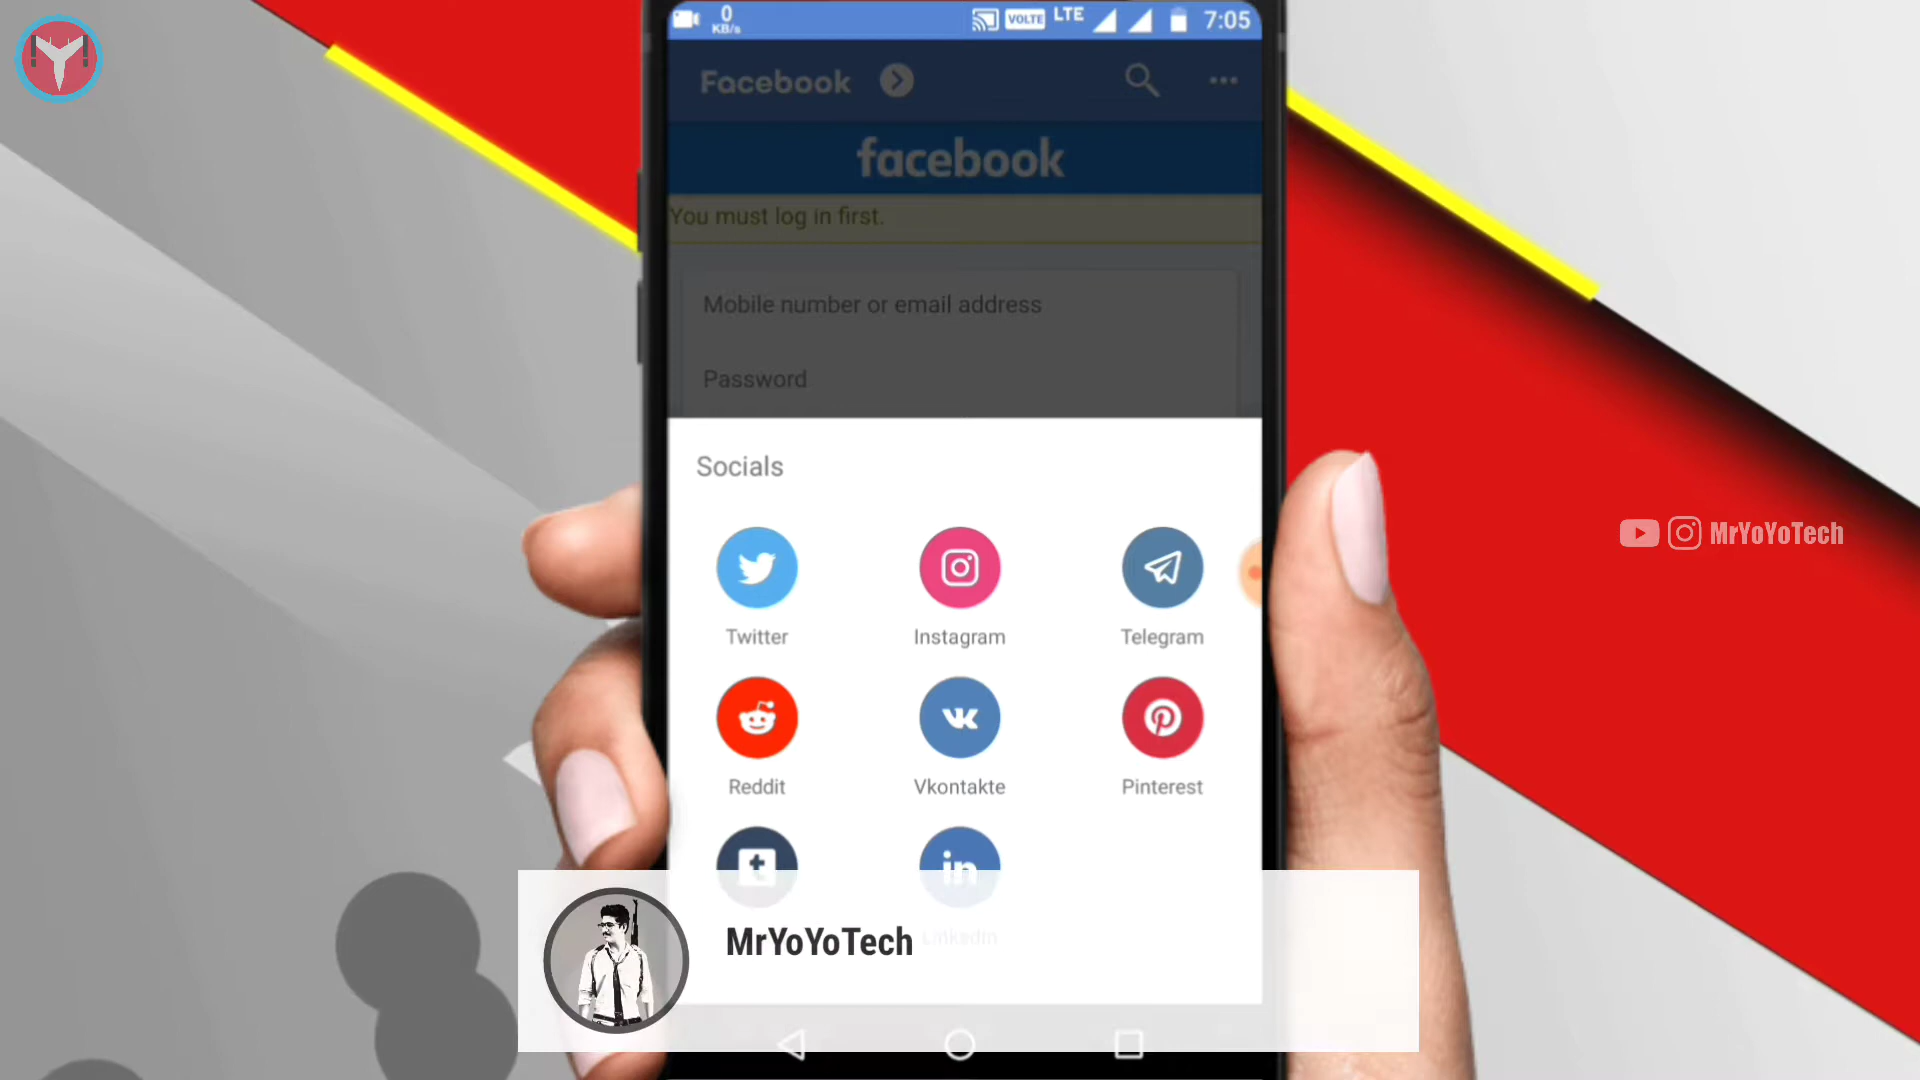 0
KB/s
VOLTE
LTE
7:05
Facebook
facebook
You must log in first.
Mobile number or email address
Password
Socials
Twitter
Instagram
Telegram
Reddit
Vkontakte
Pinterest
LinkedIn
MrYoYoTech
MrYoYoTech